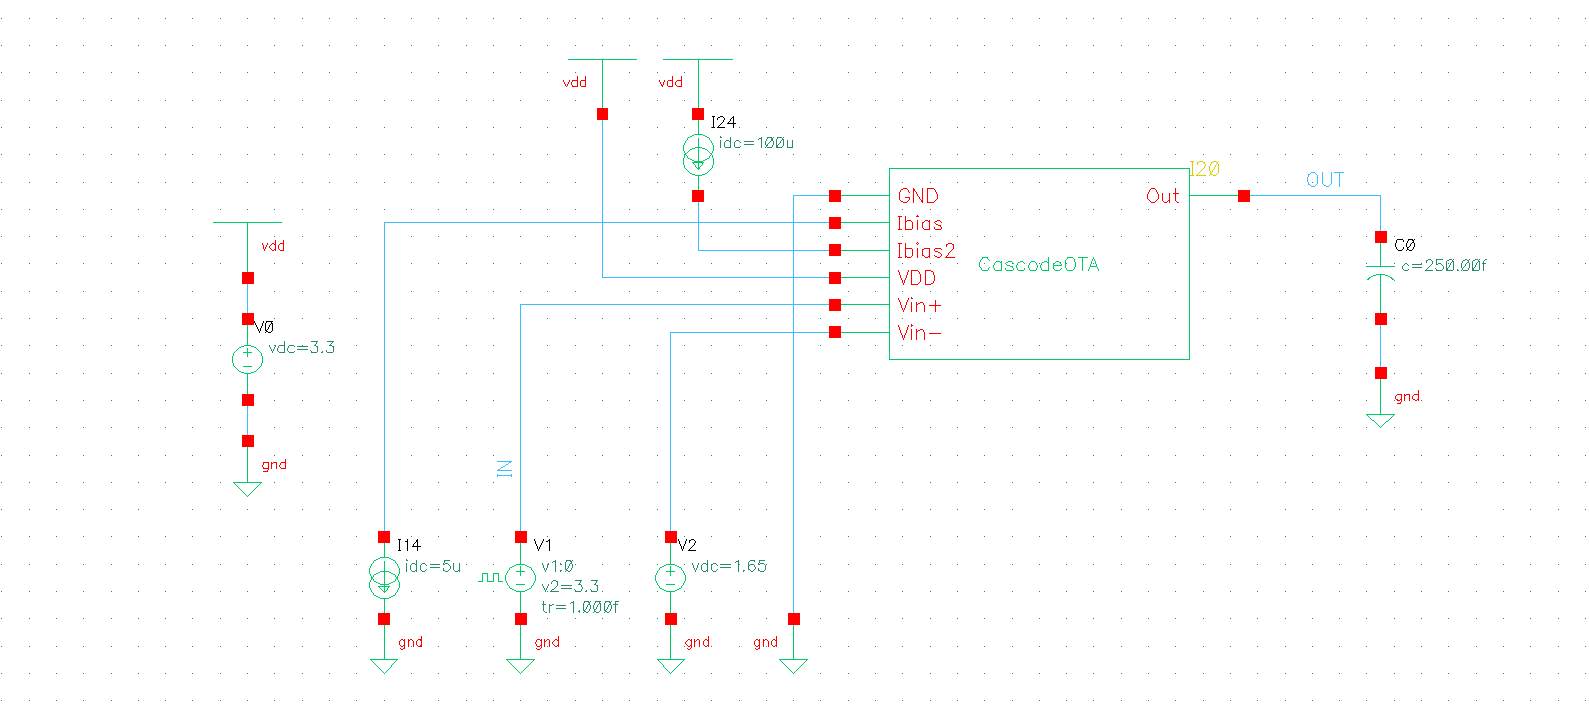 vdd
vdd
I24
idc=100u
I20
GND
Out
OUT
Ibias
Ibias2
CascodeOTA
VDD
Vin+
Vin-
C0
c=250.00f
gnd
vdd
V0
vdc=3.3
gnd
IN
I14
idc=5u
gnd
V1
v1:0
v2=3.3
tr=1.000f
gnd
V2
vdc=1.65
gnd
gnd